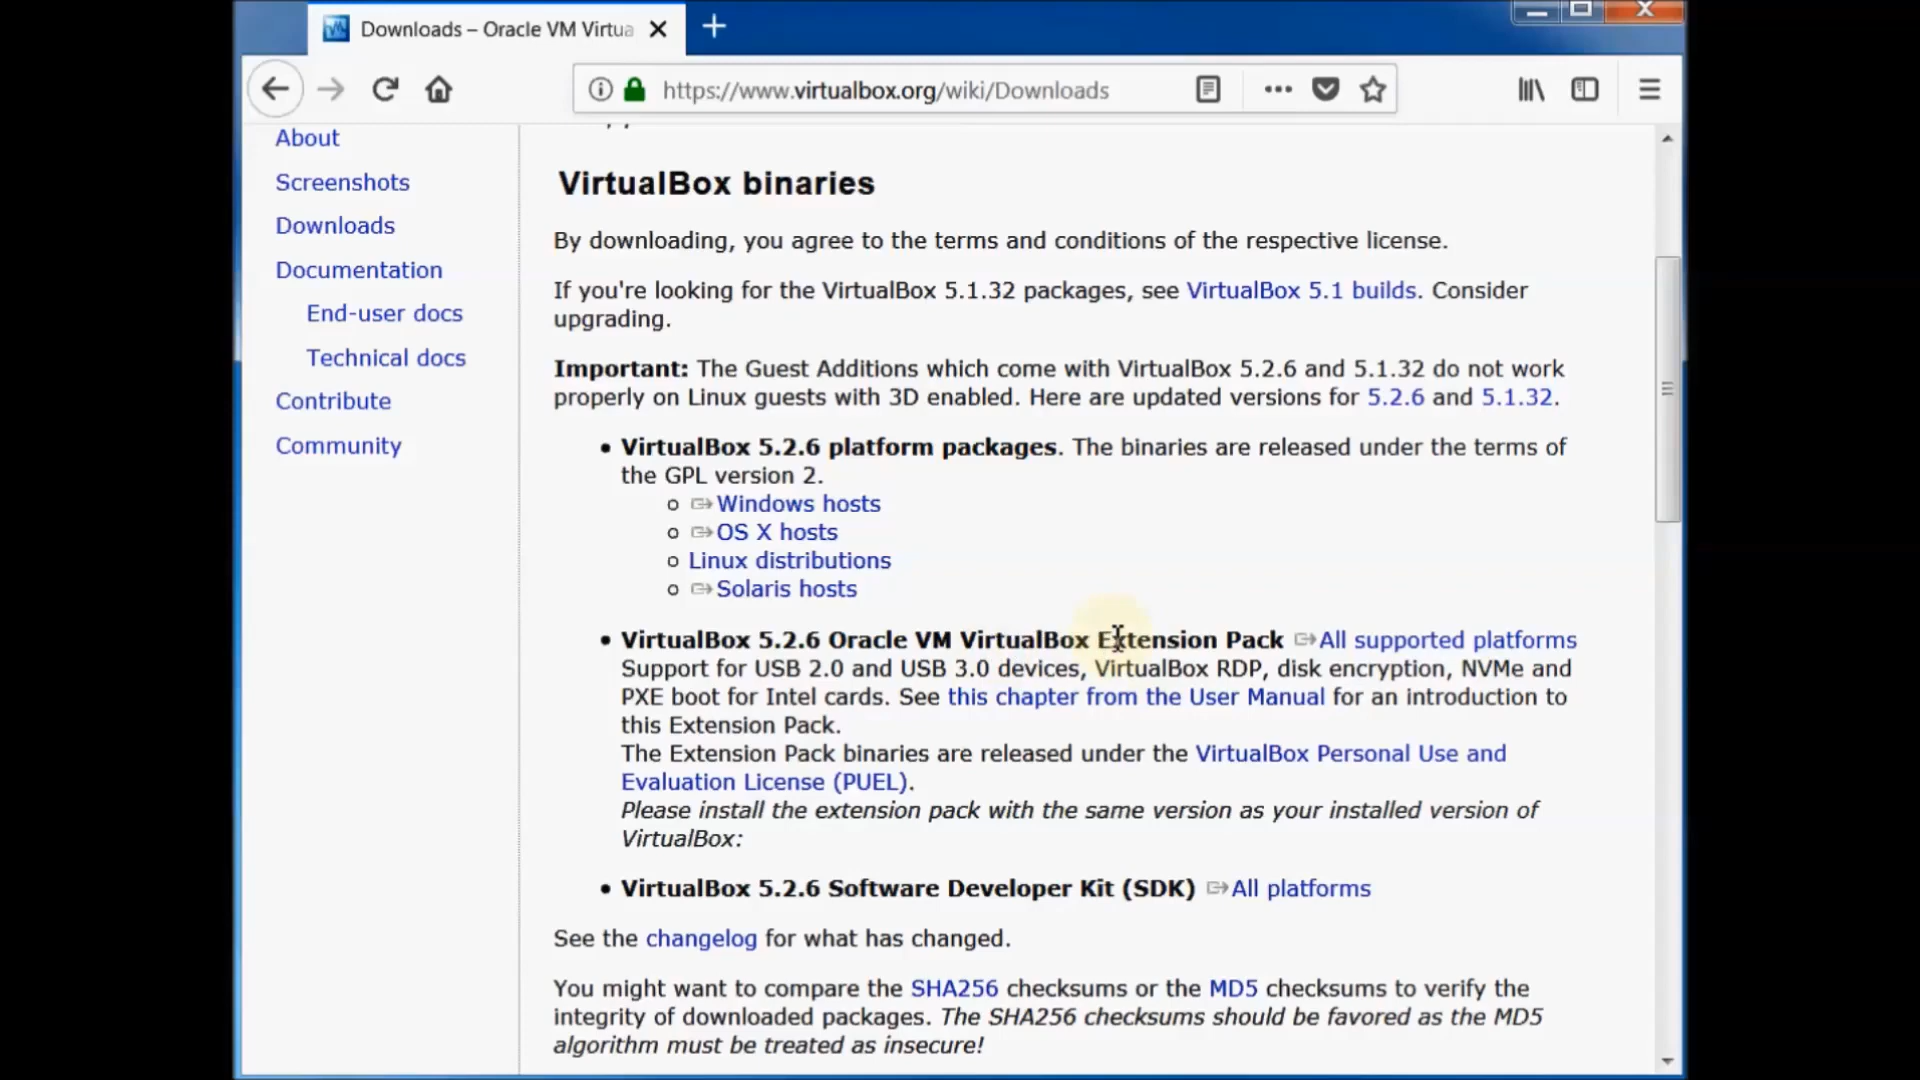 Downloads – Oracle VM Virtua
https://www.virtualbox.org/wiki/Downloads
About
Screenshots
Downloads
Documentation
End-user docs
Technical docs
Contribute
Community
VirtualBox binaries
By downloading, you agree to the terms and conditions of the respective license.
If you're looking for the VirtualBox 5.1.32 packages, see VirtualBox 5.1 builds. Consider
upgrading.
Important: The Guest Additions which come with VirtualBox 5.2.6 and 5.1.32 do not work
properly on Linux guests with 3D enabled. Here are updated versions for 5.2.6 and 5.1.32.
VirtualBox 5.2.6 platform packages. The binaries are released under the terms of
the GPL version 2.
Windows hosts
OS X hosts
Linux distributions
Solaris hosts
VirtualBox 5.2.6 Oracle VM VirtualBox Extension Pack All supported platforms
Support for USB 2.0 and USB 3.0 devices, VirtualBox RDP, disk encryption, NVMe and
PXE boot for Intel cards. See this chapter from the User Manual for an introduction to
this Extension Pack.
The Extension Pack binaries are released under the VirtualBox Personal Use and
Evaluation License (PUEL).
Please install the extension pack with the same version as your installed version of
VirtualBox:
VirtualBox 5.2.6 Software Developer Kit (SDK) All platforms
See the changelog for what has changed.
You might want to compare the SHA256 checksums or the MD5 checksums to verify the
integrity of downloaded packages. The SHA256 checksums should be favored as the MD5
algorithm must be treated as insecure!